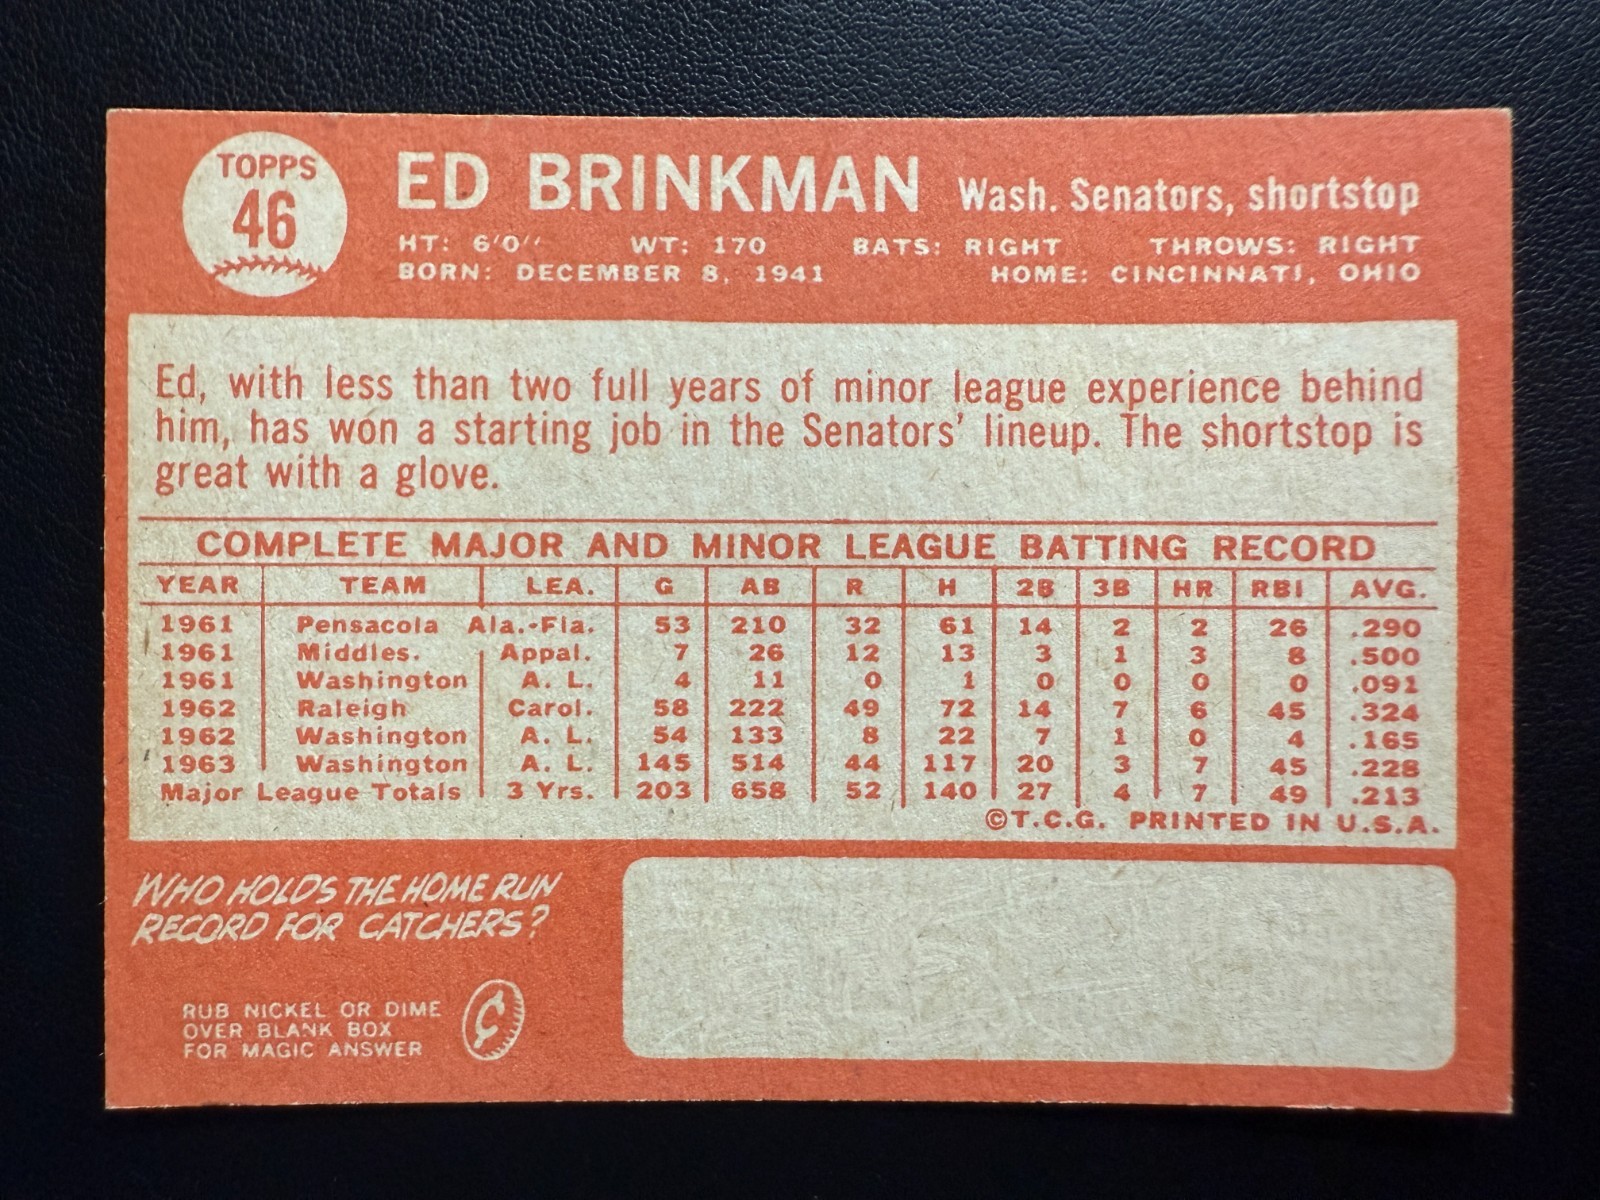 TOPPS
46
ED BRINKMAN Wash. Senators, shortstop
HT: 6'0'' WT: 170 BATS: RIGHT THROWS: RIGHT
BORN: DECEMBER 8, 1941 HOME: CINCINNATI, OHIO
Ed, with less than two full years of minor league experience behind
him, has won a starting job in the Senators' lineup. The shortstop is
great with a glove.
COMPLETE MAJOR AND MINOR LEAGUE BATTING RECORD
YEAR TEAM LEA. G AB R H 2B 3B HR RBI AVG.
1961 Pensacola Ala.-Fla. 53 210 32 61 14 2 2 26 .290
1961 Middles. Appal. 7 26 12 13 3 1 3 8 .500
1961 Washington A. L. 4 11 0 1 0 0 0 0 .091
1962 Raleigh Carol. 58 222 49 72 14 7 6 45 .324
1962 Washington A. L. 54 133 8 22 7 1 0 4 .165
1963 Washington A. L. 145 514 44 117 20 3 7 45 .228
Major League Totals 3 Yrs. 203 658 52 140 27 4 7 49 .213
©T.C.G. PRINTED IN U.S.A.
WHO HOLDS THE HOME RUN
RECORD FOR CATCHERS?
RUB NICKEL OR DIME
OVER BLANK BOX
FOR MAGIC ANSWER
¢